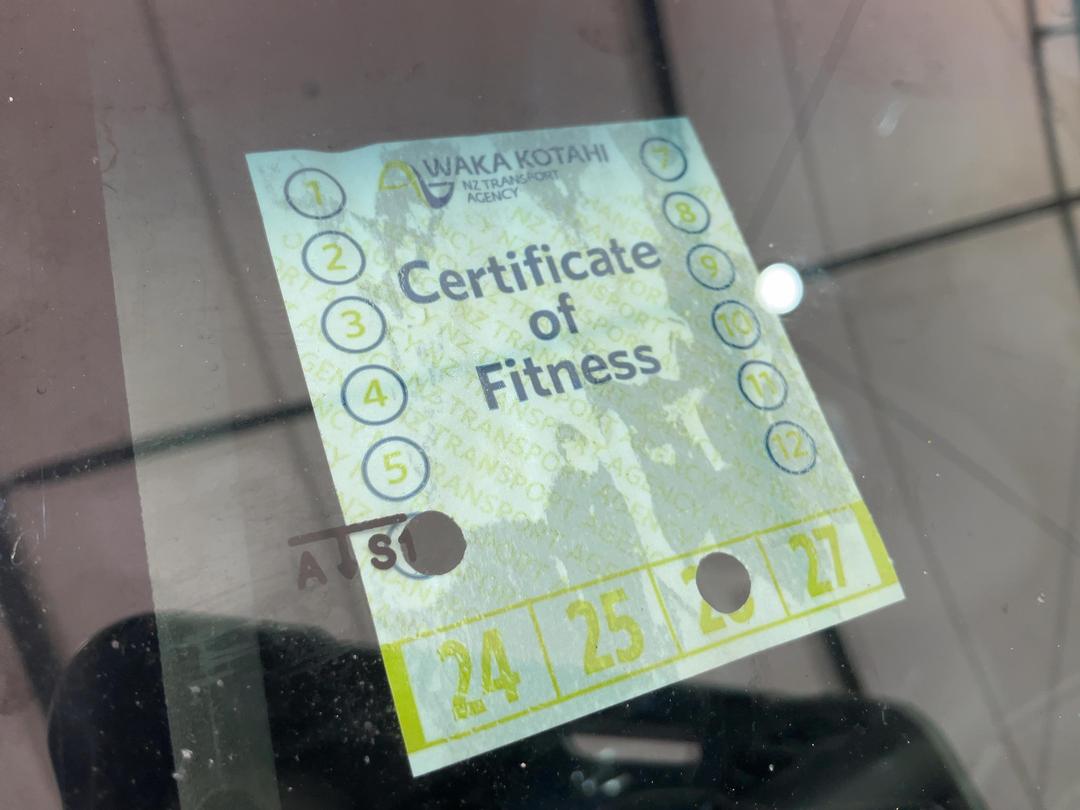 WAKA KOTAHI
NZ TRANSPORT
AGENCY
Certificate
of
Fitness
1
2
3
4
5
7
8
9
10
11
12
24
25
27